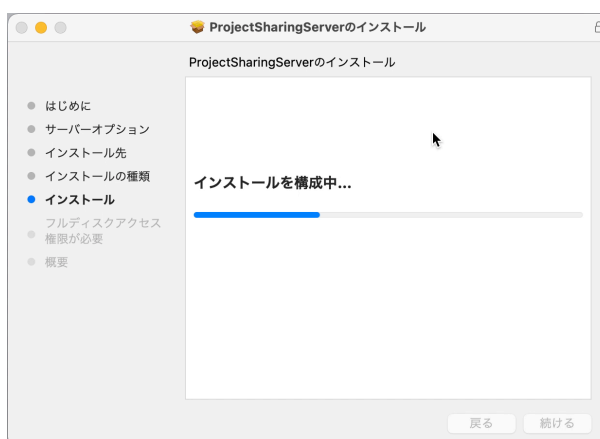 ProjectSharingServerのインストール
ProjectSharingServerのインストール
はじめに
サーバーオプション
インストール先
インストールの種類
インストール
フルディスクアクセス
権限が必要
概要
インストールを構成中...
戻る
続ける